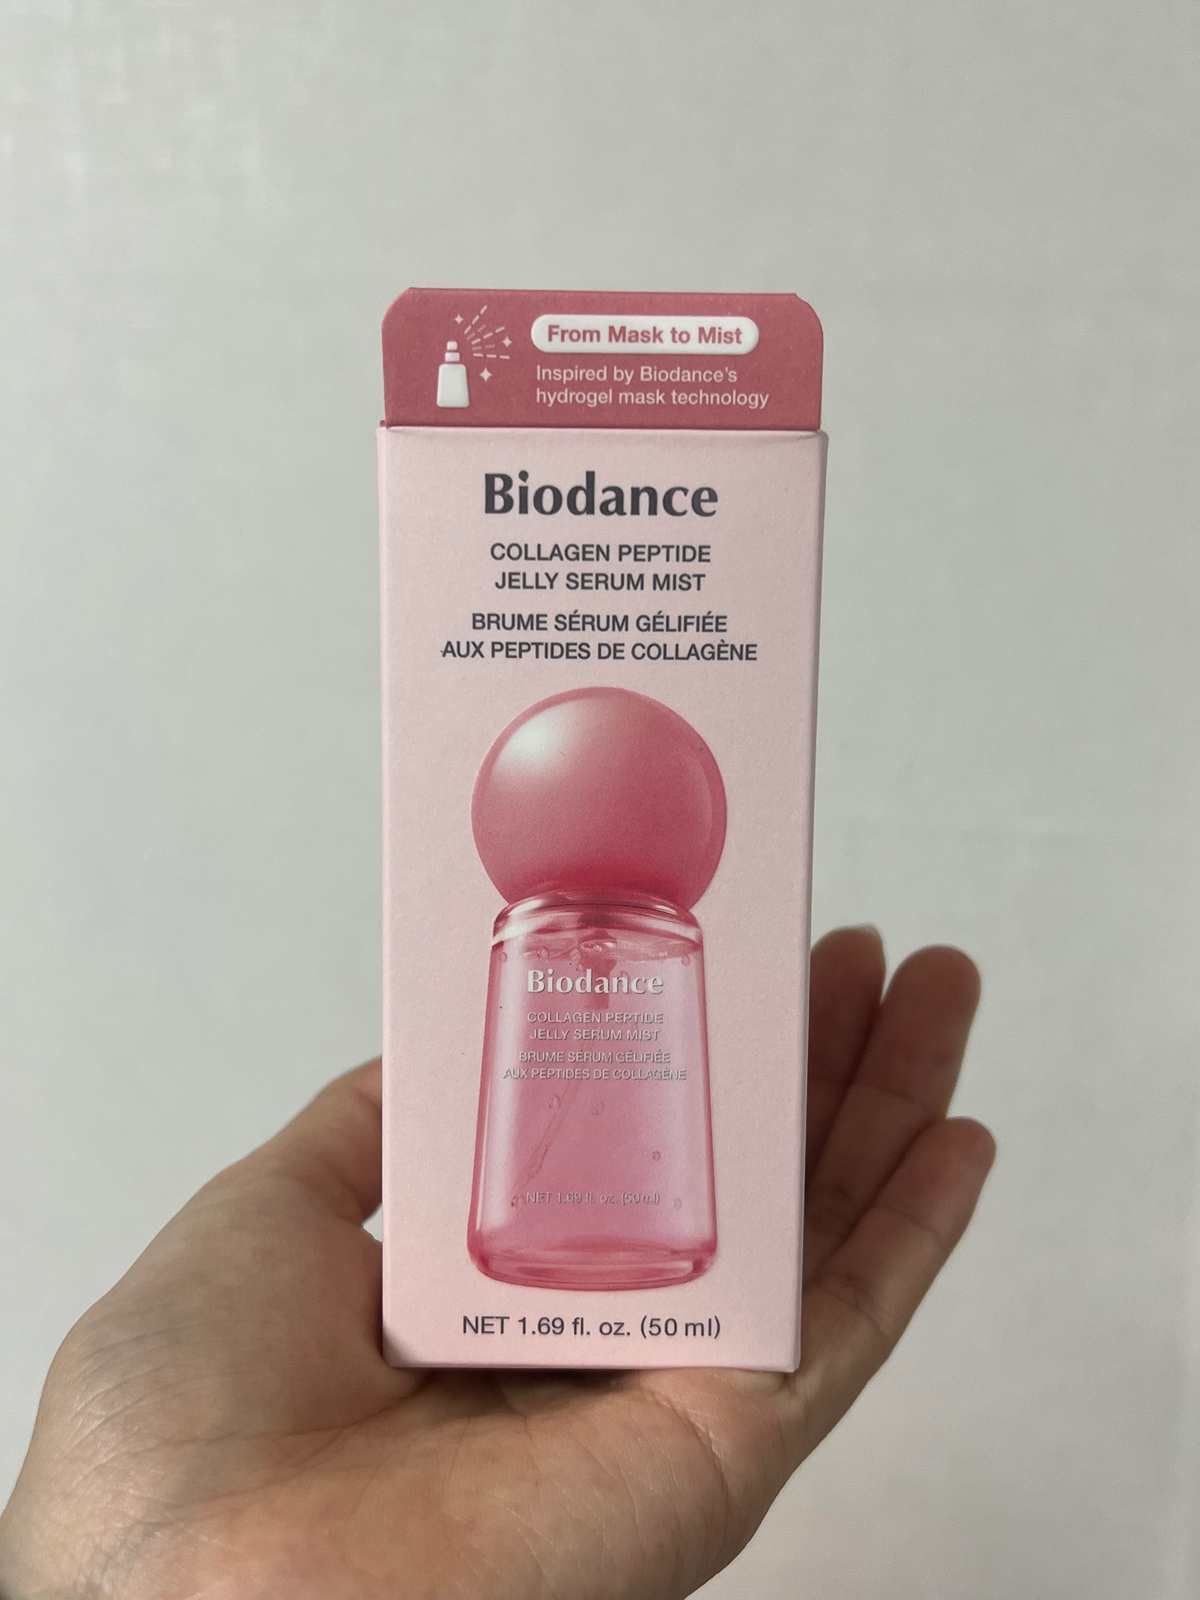 From Mask to Mist
Inspired by Biodance's
hydrogel mask technology
Biodance
COLLAGEN PEPTIDE
JELLY SERUM MIST
BRUME SÉRUM GÉLIFIÉE
AUX PEPTIDES DE COLLAGÈNE
Biodance
COLLAGEN PEPTIDE
JELLY SERUM MIST
BRUME SÉRUM GÉLIFIÉE
AUX PEPTIDES DE COLLAGÈNE
NET 1.69 fl. oz. (50 ml)
NET 1.69 fl. oz. (50 ml)